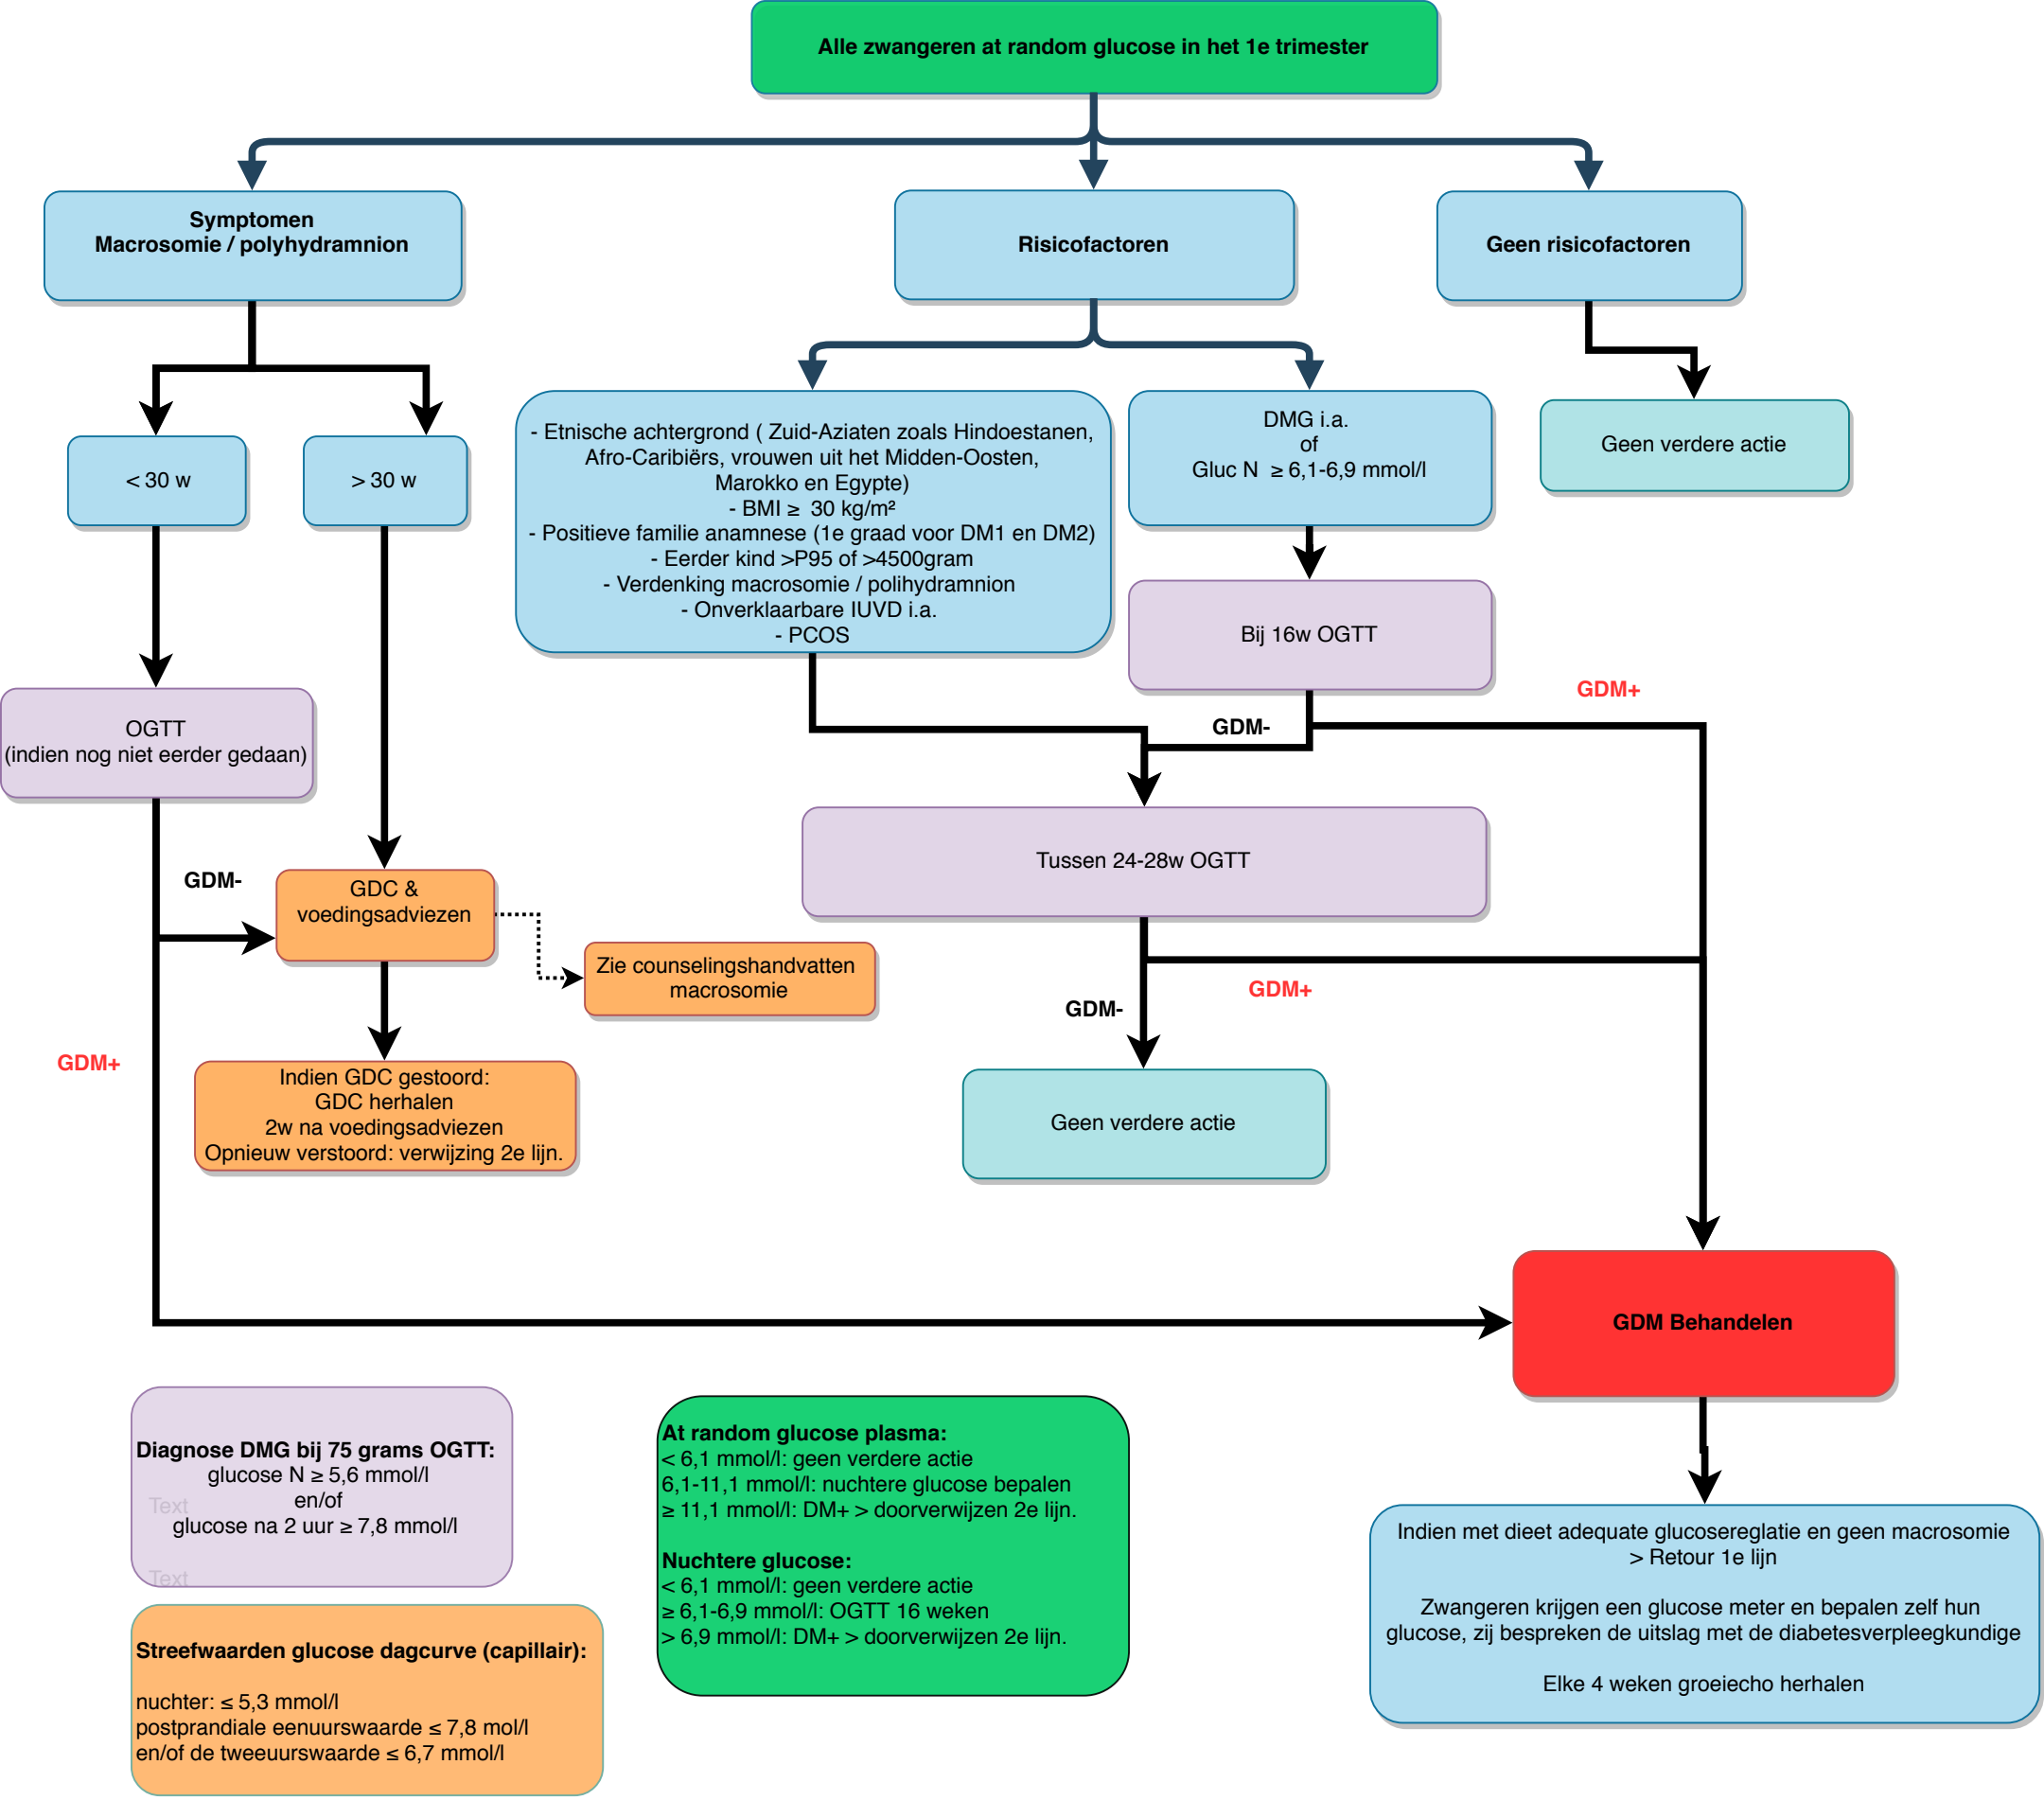 Alle zwangeren at random glucose in het 1e trimester
Symptomen
Macrosomie / polyhydramnion
Risicofactoren
Geen risicofactoren
< 30 w
> 30 w
- Etnische achtergrond ( Zuid-Aziaten zoals Hindoestanen,
Afro-Caribiërs, vrouwen uit het Midden-Oosten,
Marokko en Egypte)
- BMI ≥ 30 kg/m²
- Positieve familie anamnese (1e graad voor DM1 en DM2)
- Eerder kind >P95 of >4500gram
- Verdenking macrosomie / polihydramnion
- Onverklaarbare IUVD i.a.
- PCOS
DMG i.a.
of
Gluc N ≥ 6,1-6,9 mmol/l
Geen verdere actie
Bij 16w OGTT
OGTT
(indien nog niet eerder gedaan)
GDM+
GDM-
Tussen 24-28w OGTT
GDM-
GDC &
voedingsadviezen
Zie counselingshandvatten
macrosomie
GDM+
GDM-
GDM+
Indien GDC gestoord:
GDC herhalen
2w na voedingsadviezen
Opnieuw verstoord: verwijzing 2e lijn.
Geen verdere actie
GDM Behandelen
Diagnose DMG bij 75 grams OGTT:
glucose N ≥ 5,6 mmol/l
en/of
Text
glucose na 2 uur ≥ 7,8 mmol/l
Text
At random glucose plasma:
< 6,1 mmol/l: geen verdere actie
6,1-11,1 mmol/l: nuchtere glucose bepalen
≥ 11,1 mmol/l: DM+ > doorverwijzen 2e lijn.
Nuchtere glucose:
< 6,1 mmol/l: geen verdere actie
≥ 6,1-6,9 mmol/l: OGTT 16 weken
> 6,9 mmol/l: DM+ > doorverwijzen 2e lijn.
Indien met dieet adequate glucosereglatie en geen macrosomie
> Retour 1e lijn
Zwangeren krijgen een glucose meter en bepalen zelf hun
glucose, zij bespreken de uitslag met de diabetesverpleegkundige
Elke 4 weken groeiecho herhalen
Streefwaarden glucose dagcurve (capillair):
nuchter: ≤ 5,3 mmol/l
postprandiale eenuurswaarde ≤ 7,8 mol/l
en/of de tweeuurswaarde ≤ 6,7 mmol/l